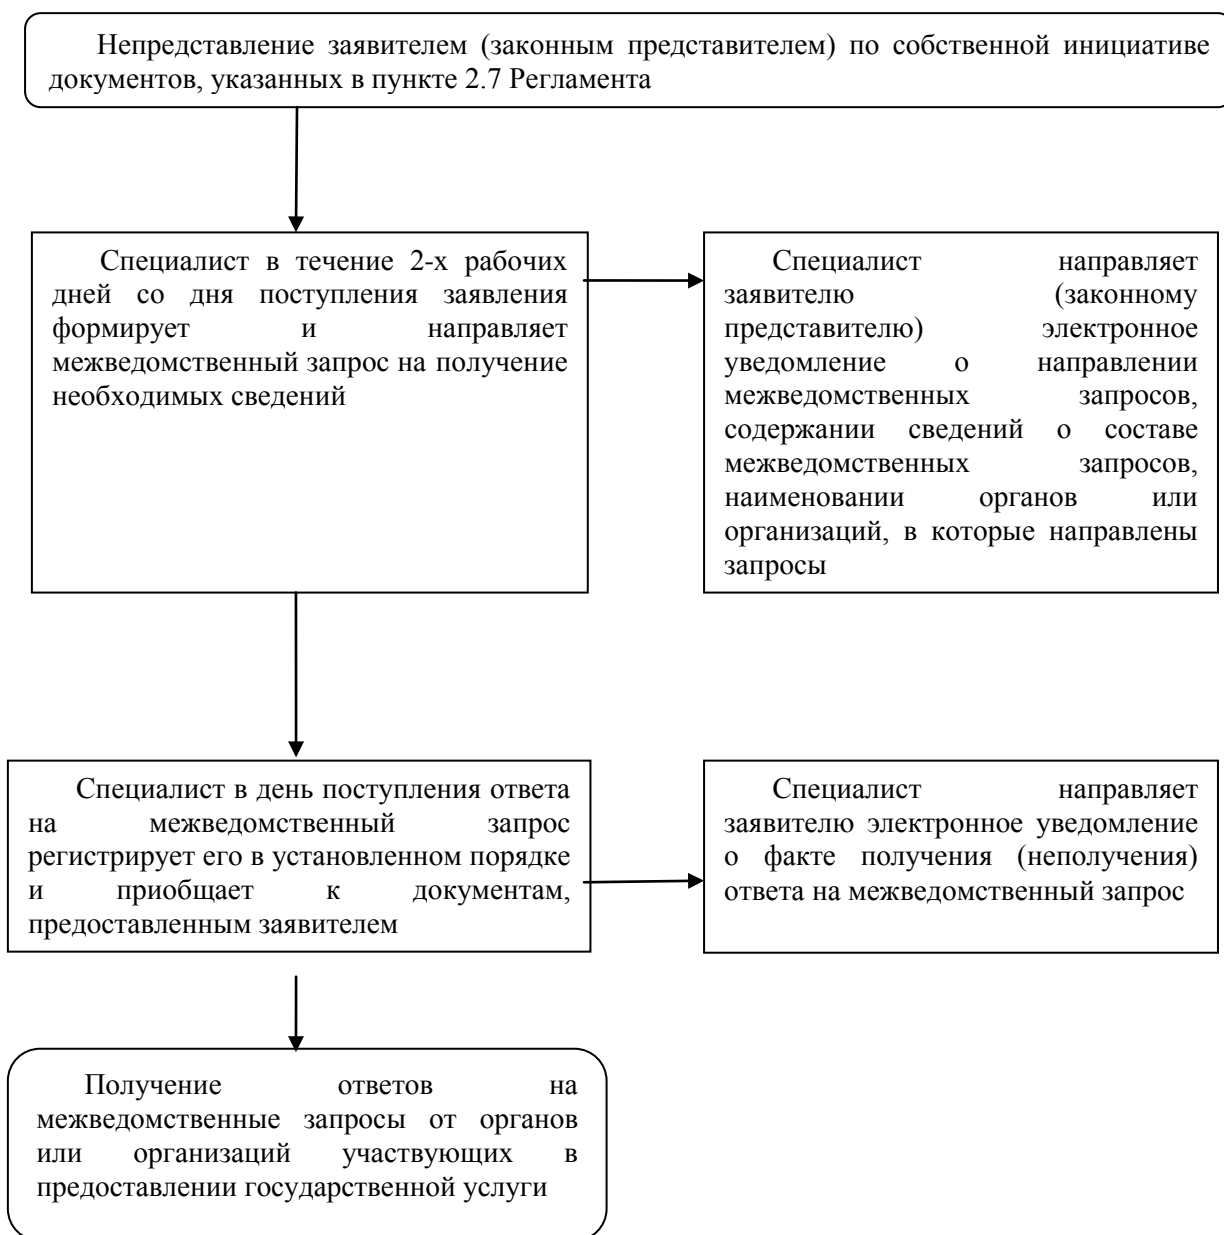 Непредставление заявителем (законным представителем) по собственной инициативе
документов, указанных в пункте 2.7 Регламента
Специалист в течение 2-х рабочих
дней со дня поступления заявления
формирует и направляет
межведомственный запрос на получение
необходимых сведений
Специалист направляет
заявителю (законному
представителю) электронное
уведомление о направлении
межведомственных запросов,
содержании сведений о составе
межведомственных запросов,
наименовании органов или
организаций, в которые направлены
запросы
Специалист в день поступления ответа
на межведомственный запрос
регистрирует его в установленном порядке
и приобщает к документам,
предоставленным заявителем
Специалист направляет
заявителю электронное уведомление
о факте получения (неполучения)
ответа на межведомственный запрос
Получение ответов на
межведомственные запросы от органов
или организаций участвующих в
предоставлении государственной услуги